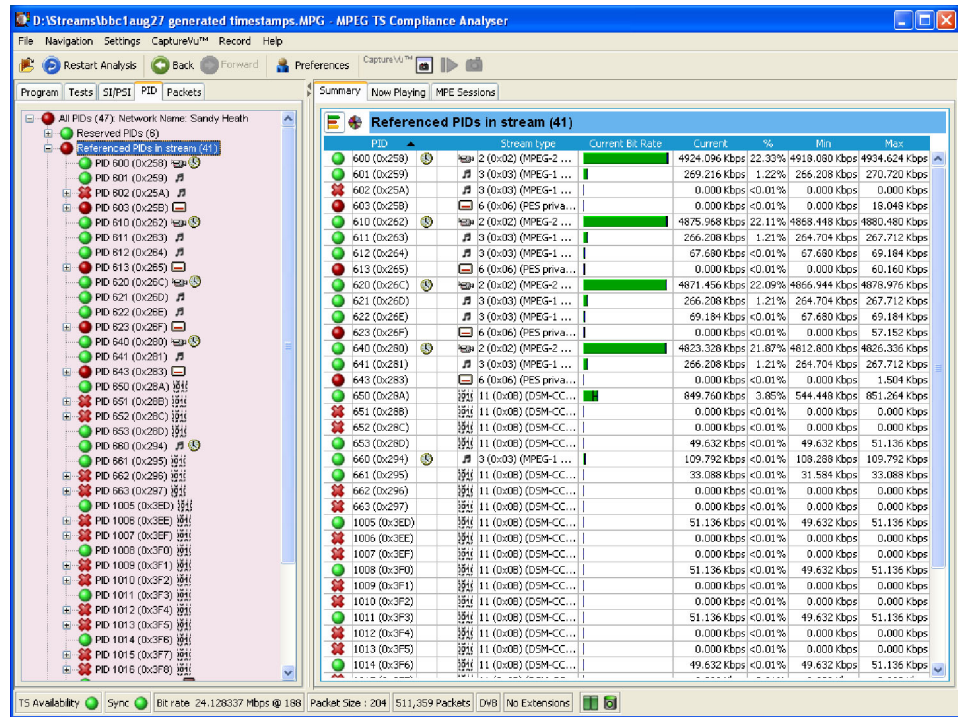 D:\Streams\bbc1aug27 generated timestamps.MPG - MPEG TS Compliance Analyser
File Navigation Settings CaptureVu™ Record Help
Restart Analysis Back Forward Preferences CaptureVu™
Program Tests SI/PSI PID Packets
All PIDs (47): Network Name: Sandy Heath
Reserved PIDs (6)
Referenced PIDs in stream (41)
PID 600 (0x258)
PID 601 (0x259)
PID 602 (0x25A)
PID 603 (0x25B)
PID 610 (0x262)
PID 611 (0x263)
PID 612 (0x264)
PID 613 (0x265)
PID 620 (0x26C)
PID 621 (0x26D)
PID 622 (0x26E)
PID 623 (0x26F)
PID 640 (0x280)
PID 641 (0x281)
PID 643 (0x283)
PID 650 (0x28A)
PID 651 (0x28B)
PID 652 (0x28C)
PID 653 (0x28D)
PID 660 (0x294)
PID 661 (0x295)
PID 662 (0x296)
PID 663 (0x297)
PID 1005 (0x3ED)
PID 1006 (0x3EE)
PID 1007 (0x3EF)
PID 1008 (0x3F0)
PID 1009 (0x3F1)
PID 1010 (0x3F2)
PID 1011 (0x3F3)
PID 1012 (0x3F4)
PID 1013 (0x3F5)
PID 1014 (0x3F6)
PID 1015 (0x3F7)
PID 1016 (0x3F8)
Summary Now Playing MPE Sessions
Referenced PIDs in stream (41)
PID Stream type Current Bit Rate Current % Min Max
600 (0x258) 2 (0x02) (MPEG-2 ... 4924.096 Kbps 22.33% 4918.080 Kbps 4934.624 Kbps
601 (0x259) 3 (0x03) (MPEG-1 ... 269.216 Kbps 1.22% 266.208 Kbps 270.720 Kbps
602 (0x25A) 3 (0x03) (MPEG-1 ... 0.000 Kbps <0.01% 0.000 Kbps 0.000 Kbps
603 (0x25B) 6 (0x06) (PES priva... 0.000 Kbps <0.01% 0.000 Kbps 18.048 Kbps
610 (0x262) 2 (0x02) (MPEG-2 ... 4875.968 Kbps 22.11% 4868.448 Kbps 4880.480 Kbps
611 (0x263) 3 (0x03) (MPEG-1 ... 266.208 Kbps 1.21% 264.704 Kbps 267.712 Kbps
612 (0x264) 3 (0x03) (MPEG-1 ... 67.680 Kbps <0.01% 67.680 Kbps 69.184 Kbps
613 (0x265) 6 (0x06) (PES priva... 0.000 Kbps <0.01% 0.000 Kbps 60.160 Kbps
620 (0x26C) 2 (0x02) (MPEG-2 ... 4871.456 Kbps 22.09% 4866.944 Kbps 4878.976 Kbps
621 (0x26D) 3 (0x03) (MPEG-1 ... 266.208 Kbps 1.21% 264.704 Kbps 267.712 Kbps
622 (0x26E) 3 (0x03) (MPEG-1 ... 69.184 Kbps <0.01% 67.680 Kbps 69.184 Kbps
623 (0x26F) 6 (0x06) (PES priva... 0.000 Kbps <0.01% 0.000 Kbps 57.152 Kbps
640 (0x280) 2 (0x02) (MPEG-2 ... 4823.328 Kbps 21.87% 4812.800 Kbps 4826.336 Kbps
641 (0x281) 3 (0x03) (MPEG-1 ... 266.208 Kbps 1.21% 264.704 Kbps 267.712 Kbps
643 (0x283) 6 (0x06) (PES priva... 0.000 Kbps <0.01% 0.000 Kbps 1.504 Kbps
650 (0x28A) 11 (0x0B) (DSM-CC... 849.760 Kbps 3.85% 544.448 Kbps 851.264 Kbps
651 (0x28B) 11 (0x0B) (DSM-CC... 0.000 Kbps <0.01% 0.000 Kbps 0.000 Kbps
652 (0x28C) 11 (0x0B) (DSM-CC... 0.000 Kbps <0.01% 0.000 Kbps 0.000 Kbps
653 (0x28D) 11 (0x0B) (DSM-CC... 49.632 Kbps <0.01% 49.632 Kbps 51.136 Kbps
660 (0x294) 3 (0x03) (MPEG-1 ... 109.792 Kbps <0.01% 108.288 Kbps 109.792 Kbps
661 (0x295) 11 (0x0B) (DSM-CC... 33.088 Kbps <0.01% 31.584 Kbps 33.088 Kbps
662 (0x296) 11 (0x0B) (DSM-CC... 0.000 Kbps <0.01% 0.000 Kbps 0.000 Kbps
663 (0x297) 11 (0x0B) (DSM-CC... 0.000 Kbps <0.01% 0.000 Kbps 0.000 Kbps
1005 (0x3ED) 11 (0x0B) (DSM-CC... 51.136 Kbps <0.01% 49.632 Kbps 51.136 Kbps
1006 (0x3EE) 11 (0x0B) (DSM-CC... 0.000 Kbps <0.01% 0.000 Kbps 0.000 Kbps
1007 (0x3EF) 11 (0x0B) (DSM-CC... 0.000 Kbps <0.01% 0.000 Kbps 0.000 Kbps
1008 (0x3F0) 11 (0x0B) (DSM-CC... 51.136 Kbps <0.01% 49.632 Kbps 51.136 Kbps
1009 (0x3F1) 11 (0x0B) (DSM-CC... 0.000 Kbps <0.01% 0.000 Kbps 0.000 Kbps
1010 (0x3F2) 11 (0x0B) (DSM-CC... 0.000 Kbps <0.01% 0.000 Kbps 0.000 Kbps
1011 (0x3F3) 11 (0x0B) (DSM-CC... 51.136 Kbps <0.01% 49.632 Kbps 51.136 Kbps
1012 (0x3F4) 11 (0x0B) (DSM-CC... 0.000 Kbps <0.01% 0.000 Kbps 0.000 Kbps
1013 (0x3F5) 11 (0x0B) (DSM-CC... 0.000 Kbps <0.01% 0.000 Kbps 0.000 Kbps
1014 (0x3F6) 11 (0x0B) (DSM-CC... 49.632 Kbps <0.01% 49.632 Kbps 51.136 Kbps
TS Availability Sync Bit rate 24.128337 Mbps @ 188 Packet Size : 204 511,359 Packets DVB No Extensions